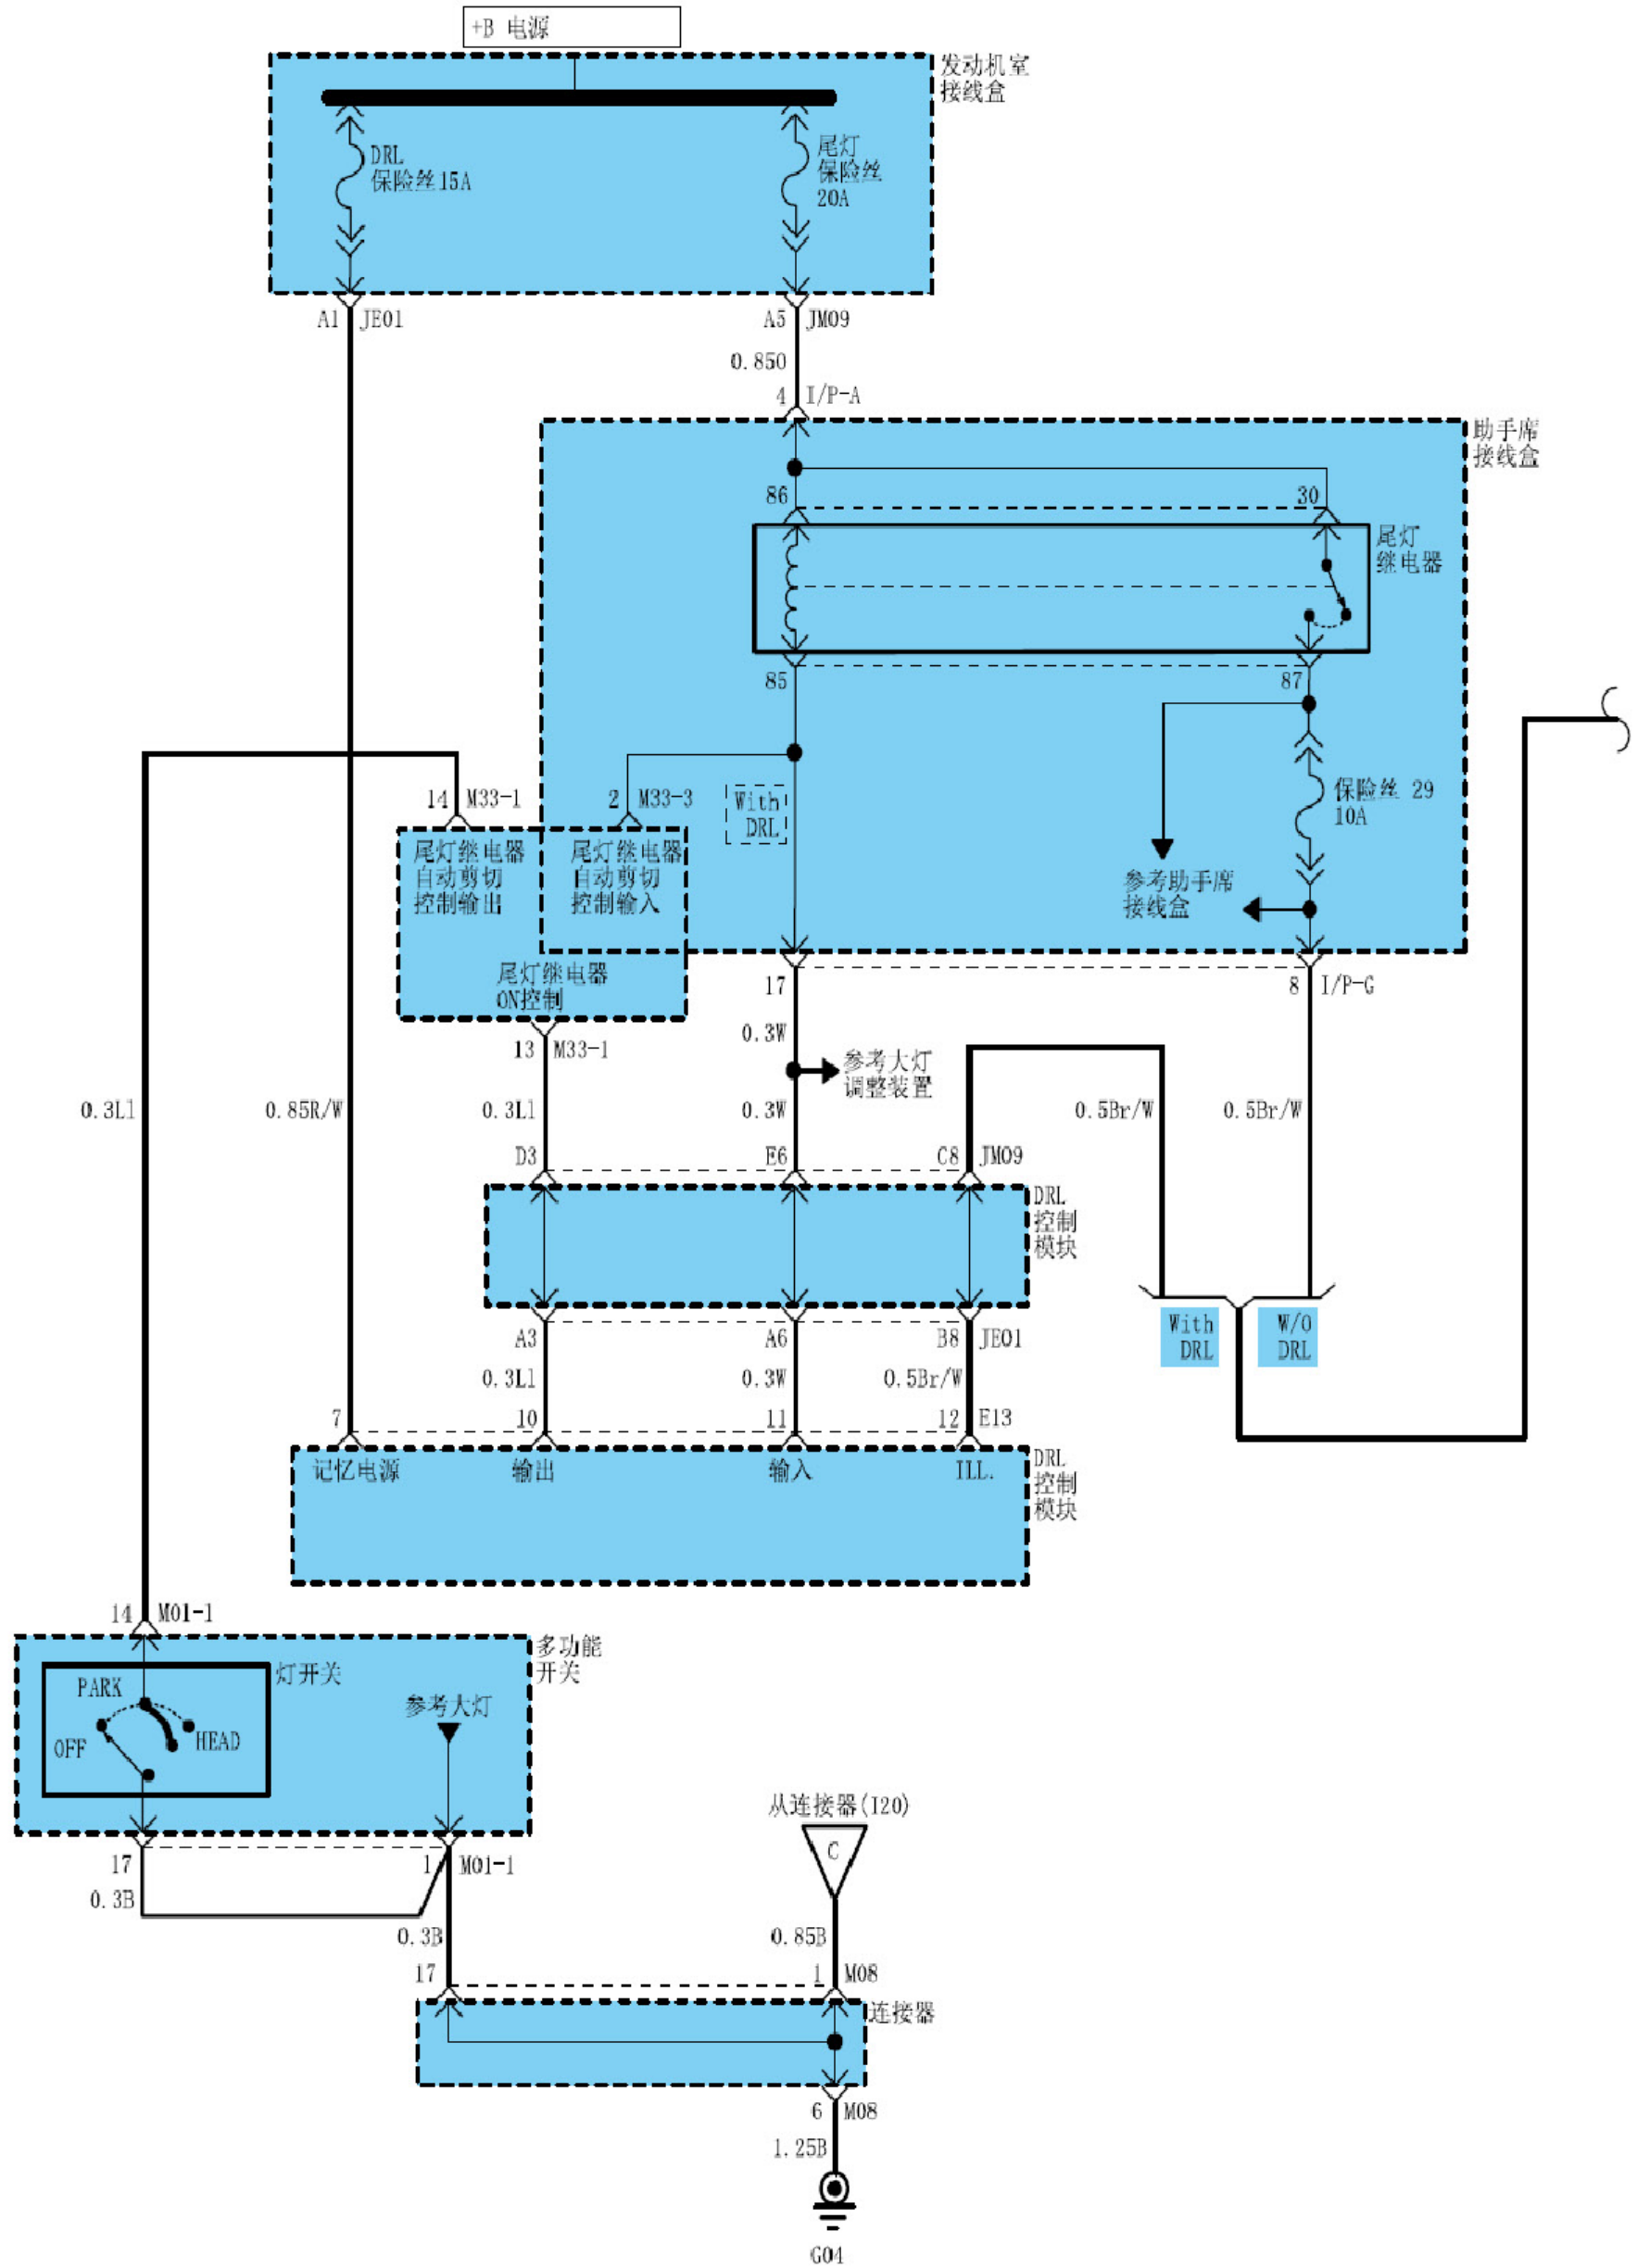 +B 电源
发动机室
接线盒
DRL
保险丝15A
尾灯
保险丝
20A
A1 JE01
A5 JM09
0.850
4 I/P-A
助手席
接线盒
86
30
尾灯
继电器
85
87
14 M33-1
2 M33-3
With
DRL
保险丝 29
10A
尾灯继电器
自动剪切
控制输出
尾灯继电器
自动剪切
控制输入
参考助手席
接线盒
尾灯继电器
ON控制
17
8 I/P-G
13 M33-1
0.3W
参考大灯
调整装置
0.3L1
0.85R/W
0.3L1
0.3W
0.5Br/W
0.5Br/W
D3
E6
C8 JM09
DRL
控制
模块
A3
A6
B8 JE01
With
DRL
W/O
DRL
0.3L1
0.3W
0.5Br/W
7
10
11
12 E13
记忆电源
输出
输入
ILL.
DRL
控制
模块
14 M01-1
多功能
开关
灯开关
PARK
OFF
HEAD
参考大灯
17
1 M01-1
0.3B
从连接器(I20)
C
0.3B
0.85B
17
1 M08
连接器
6 M08
1.25B
G04